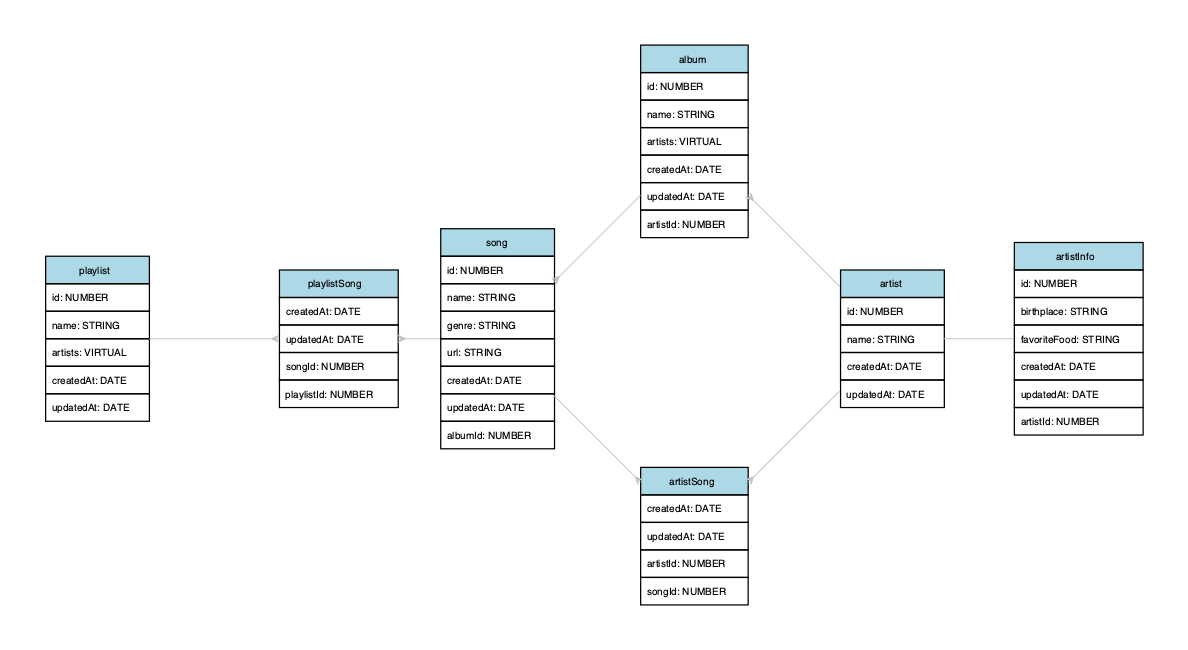 album
id: NUMBER
name: STRING
artists: VIRTUAL
createdAt: DATE
updatedAt: DATE
artistId: NUMBER
playlist
id: NUMBER
name: STRING
artists: VIRTUAL
createdAt: DATE
updatedAt: DATE
playlistSong
createdAt: DATE
updatedAt: DATE
songId: NUMBER
playlistId: NUMBER
song
id: NUMBER
name: STRING
genre: STRING
url: STRING
createdAt: DATE
updatedAt: DATE
albumId: NUMBER
artist
id: NUMBER
name: STRING
createdAt: DATE
updatedAt: DATE
artistInfo
id: NUMBER
birthplace: STRING
favoriteFood: STRING
createdAt: DATE
updatedAt: DATE
artistId: NUMBER
artistSong
createdAt: DATE
updatedAt: DATE
artistId: NUMBER
songId: NUMBER